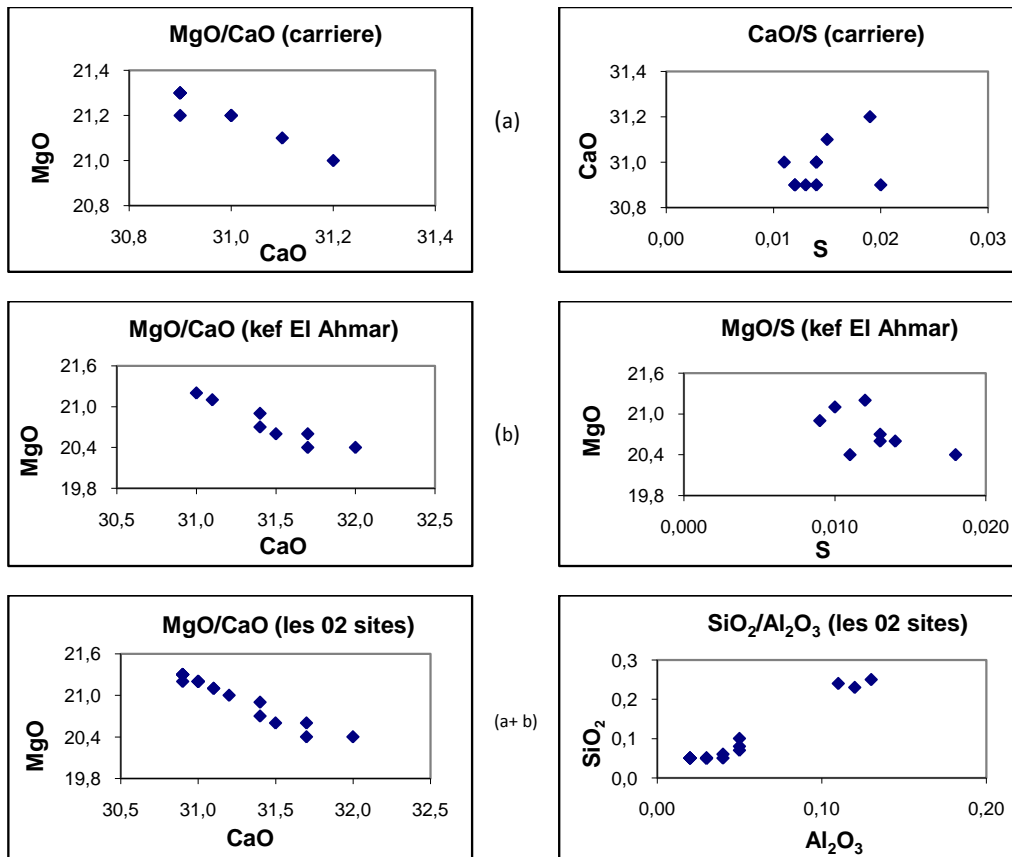 MgO/CaO (carriere)
21,4
21,2
21,0
20,8
MgO
30,8 31,0 31,2 31,4
CaO
(a)
CaO/S (carriere)
31,4
31,2
31,0
30,8
CaO
0,00 0,01 0,02 0,03
S
MgO/CaO (kef El Ahmar)
21,6
21,0
20,4
19,8
MgO
30,5 31,0 31,5 32,0 32,5
CaO
(b)
MgO/S (kef El Ahmar)
21,6
21,0
20,4
19,8
MgO
0,000 0,010 0,020
S
MgO/CaO (les 02 sites)
21,6
21,0
20,4
19,8
MgO
30,5 31,0 31,5 32,0 32,5
CaO
(a+ b)
SiO₂/Al₂O₃ (les 02 sites)
0,3
0,2
0,1
0,0
SiO₂
0,00 0,10 0,20
Al₂O₃